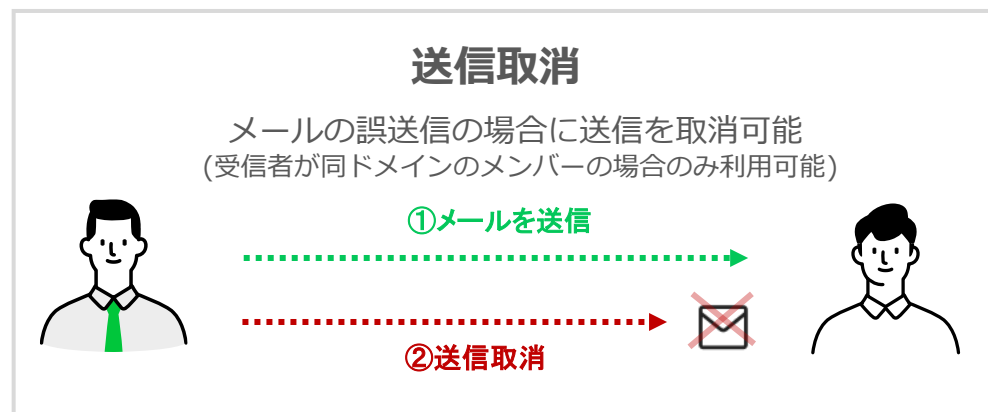 送信取消
メールの誤送信の場合に送信を取消可能
(受信者が同ドメインのメンバーの場合のみ利用可能)
①メールを送信
②送信取消